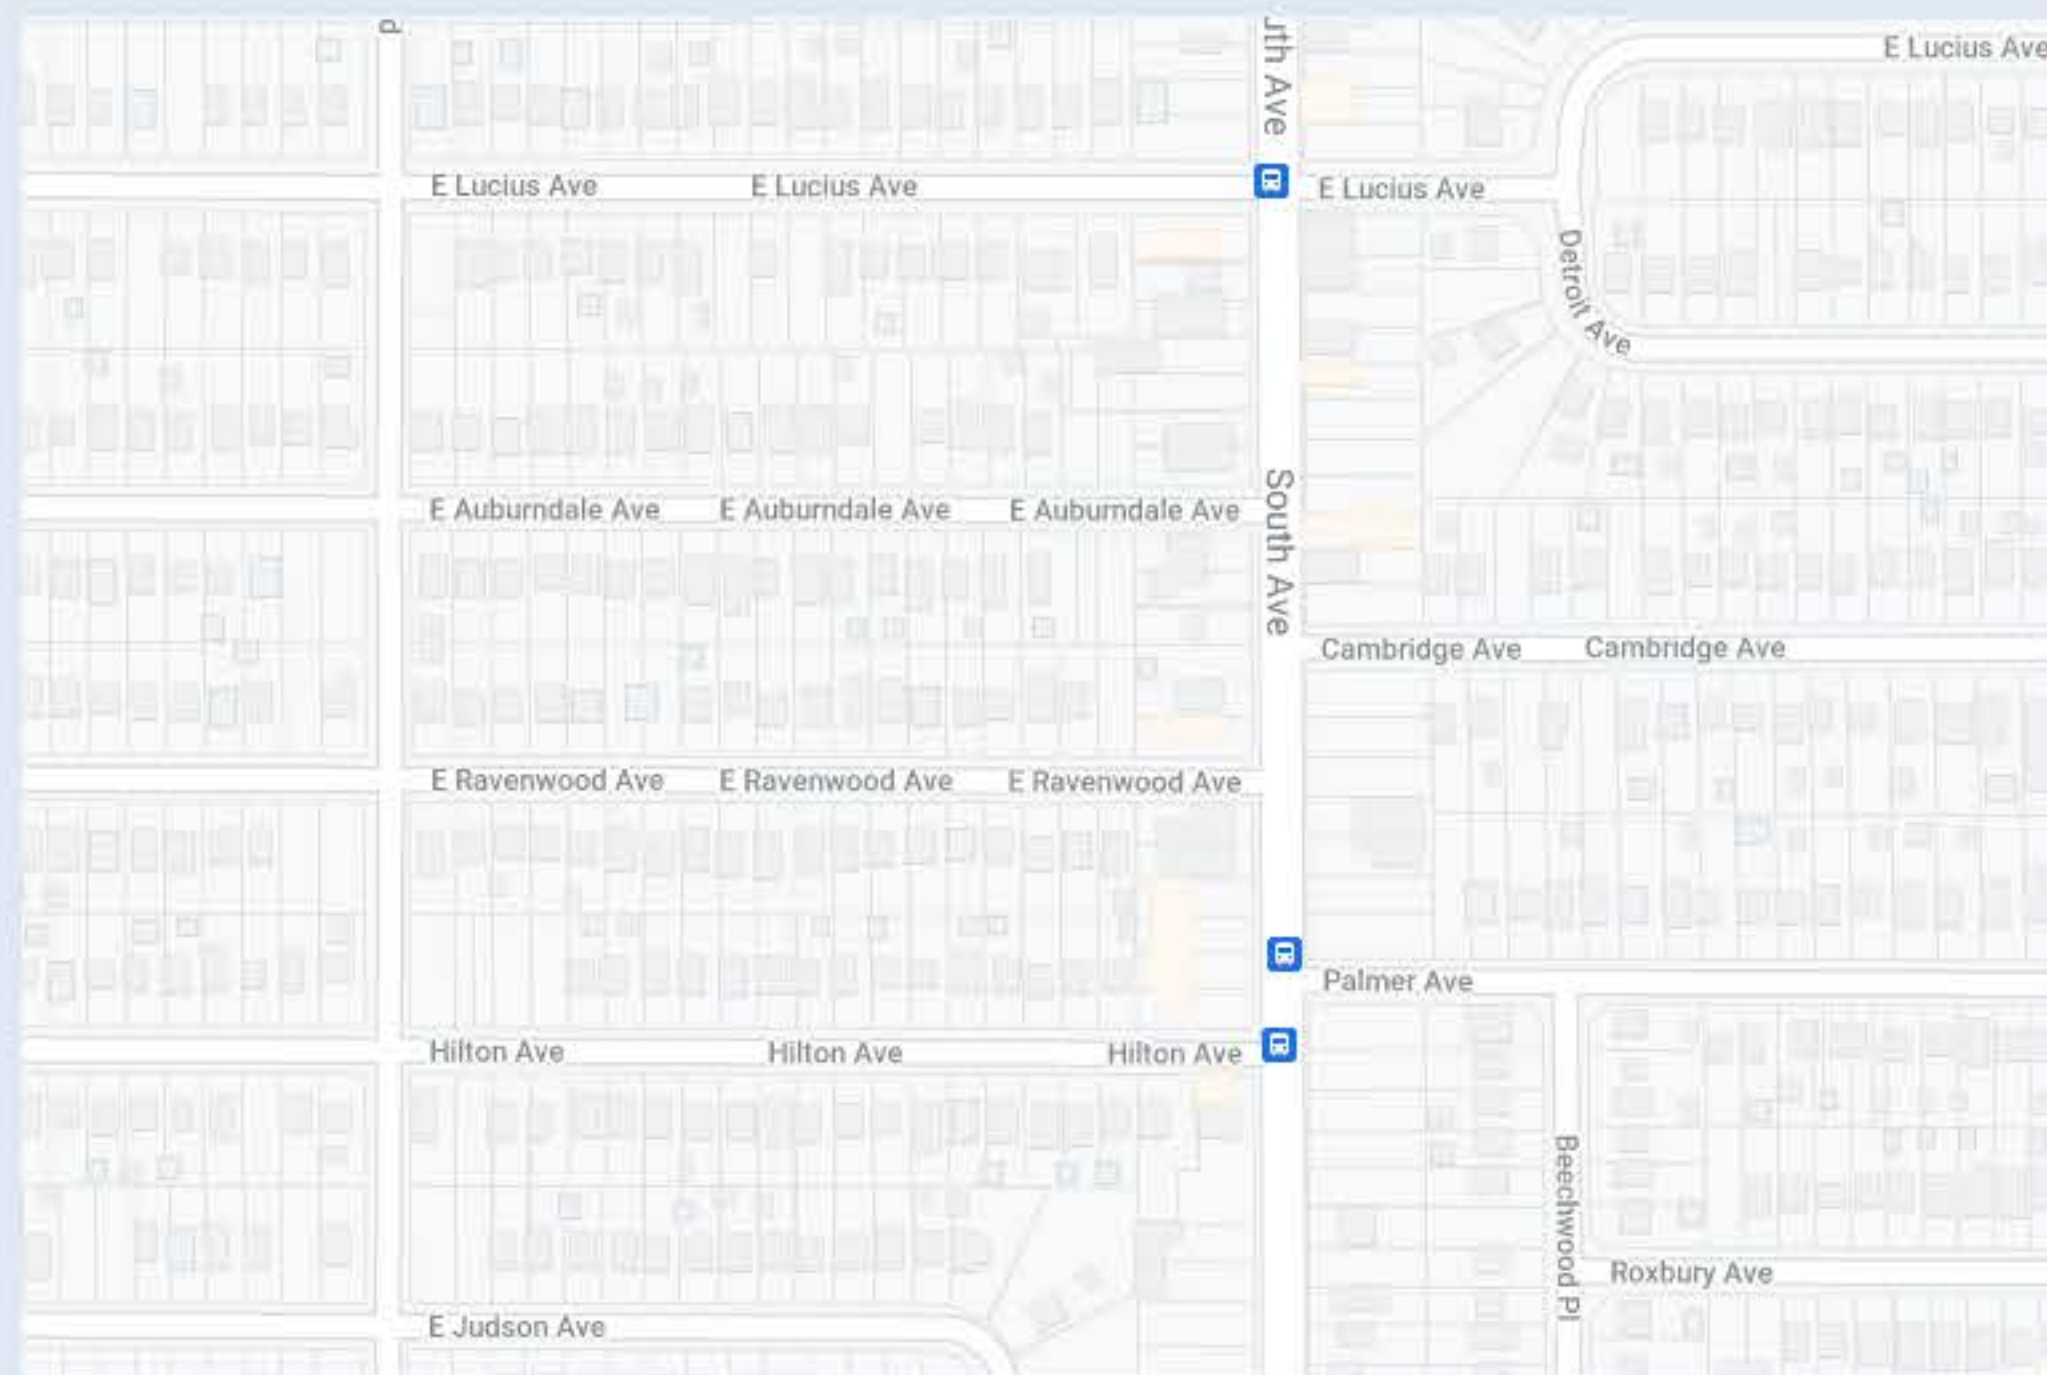 E Lucius Ave
uth Ave
E Lucius Ave
E Lucius Ave
E Lucius Ave
Detroit Ave
E Auburndale Ave
E Auburndale Ave
E Auburndale Ave
South Ave
Cambridge Ave
Cambridge Ave
E Ravenwood Ave
E Ravenwood Ave
E Ravenwood Ave
Palmer Ave
Hilton Ave
Hilton Ave
Hilton Ave
Beechwood Pl
Roxbury Ave
E Judson Ave